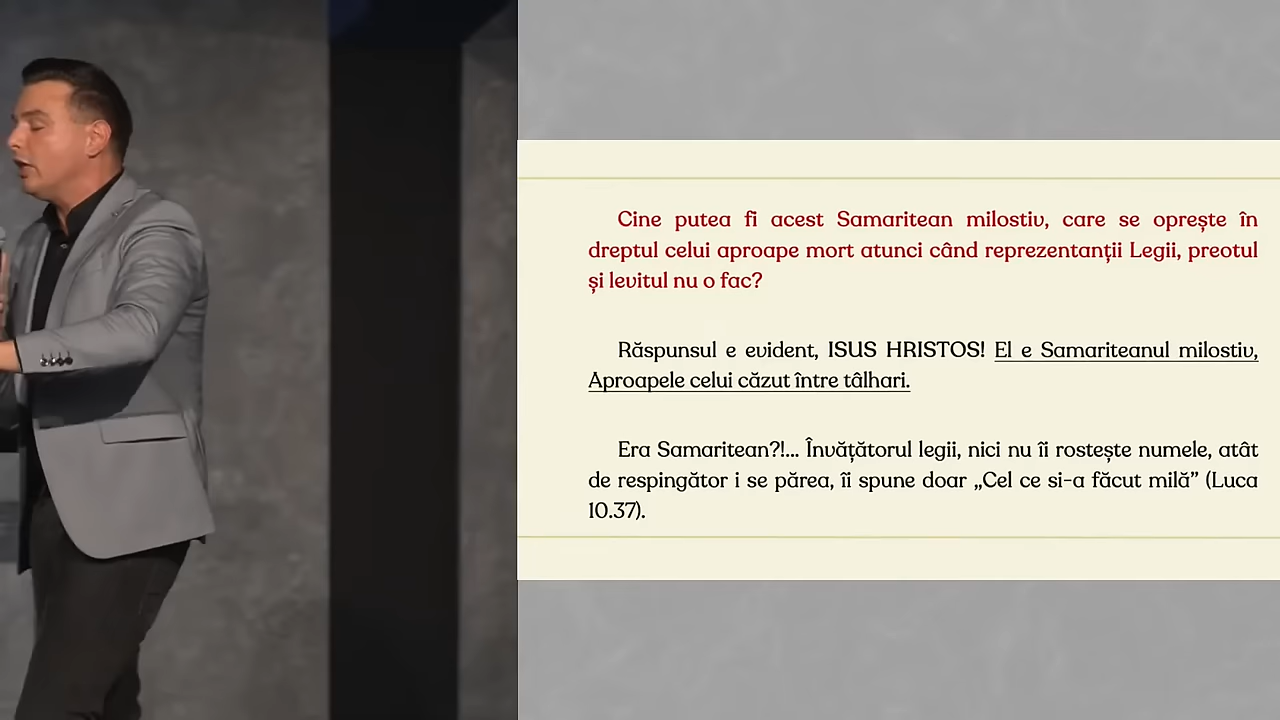 Cine putea fi acest Samaritean milostiv, care se oprește în
dreptul celui aproape mort atunci când reprezentanții Legii, preotul
și levitul nu o fac?
Răspunsul e evident, ISUS HRISTOS! El e Samariteanul milostiv,
Aproapele celui căzut între tâlhari.
Era Samaritean?!... Învățătorul legii, nici nu îi rostește numele, atât
de respingător i se părea, îi spune doar „Cel ce si-a făcut milă” (Luca
10.37).